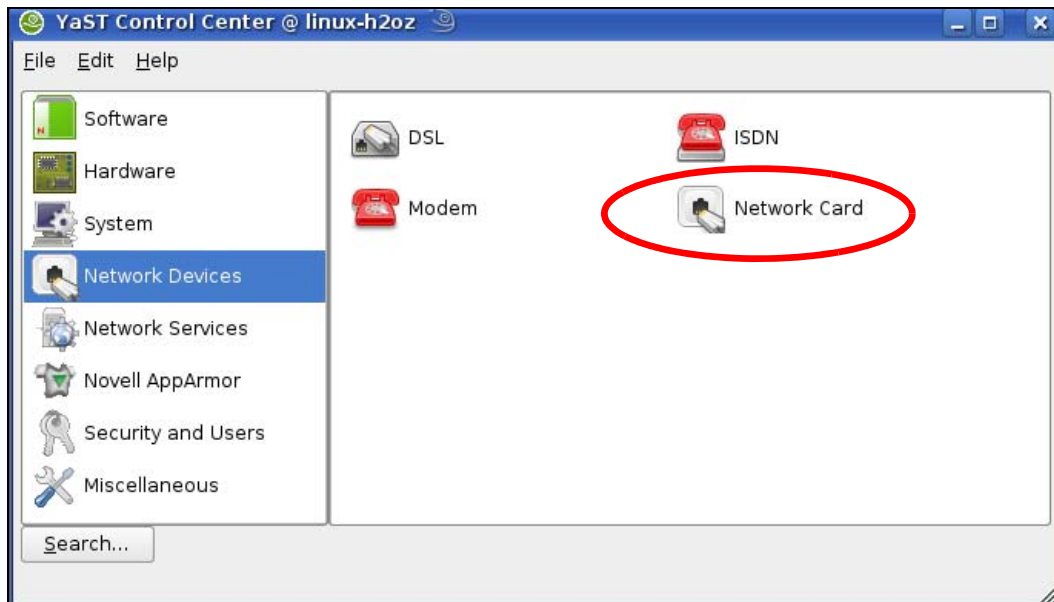 YaST Control Center @ linux-h2oz
File Edit Help
Software
Hardware
System
Network Devices
Network Services
Novell AppArmor
Security and Users
Miscellaneous
DSL
ISDN
Modem
Network Card
Search...